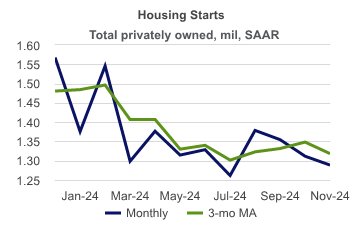 Housing Starts
Total privately owned, mil, SAAR
1.60
1.55
1.50
1.45
1.40
1.35
1.30
1.25
Jan-24 Mar-24 May-24 Jul-24 Sep-24 Nov-24
Monthly 3-mo MA